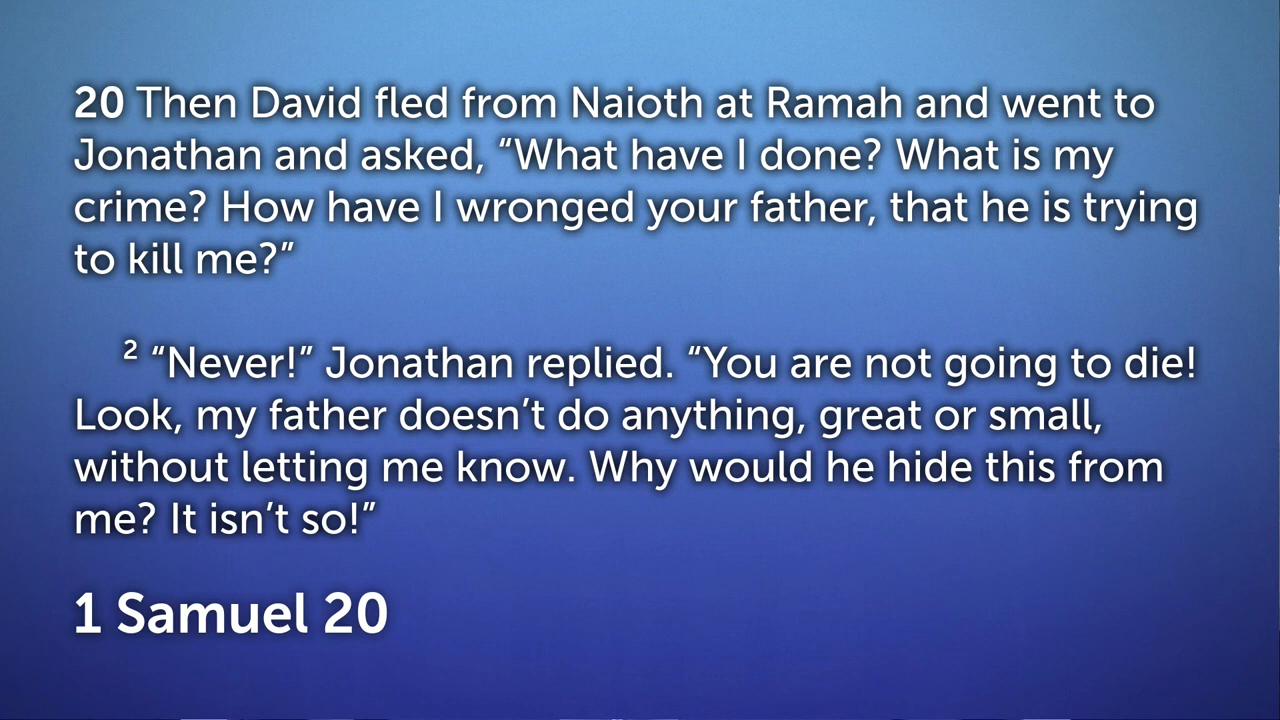 20 Then David fled from Naioth at Ramah and went to
Jonathan and asked, “What have I done? What is my
crime? How have I wronged your father, that he is trying
to kill me?”
2 “Never!” Jonathan replied. “You are not going to die!
Look, my father doesn’t do anything, great or small,
without letting me know. Why would he hide this from
me? It isn’t so!”
1 Samuel 20